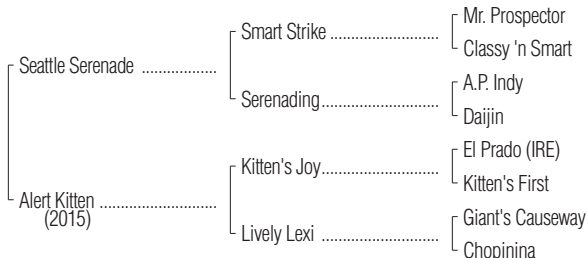 Mr. Prospector
Smart Strike ....................
Classy 'n Smart
Seattle Serenade ................
A.P. Indy
Serenading.......................
Daijin
El Prado (IRE)
Kitten's Joy.....................
Kitten's First
Alert Kitten .........................
(2015)
Giant's Causeway
Lively Lexi ........................
Chopinina